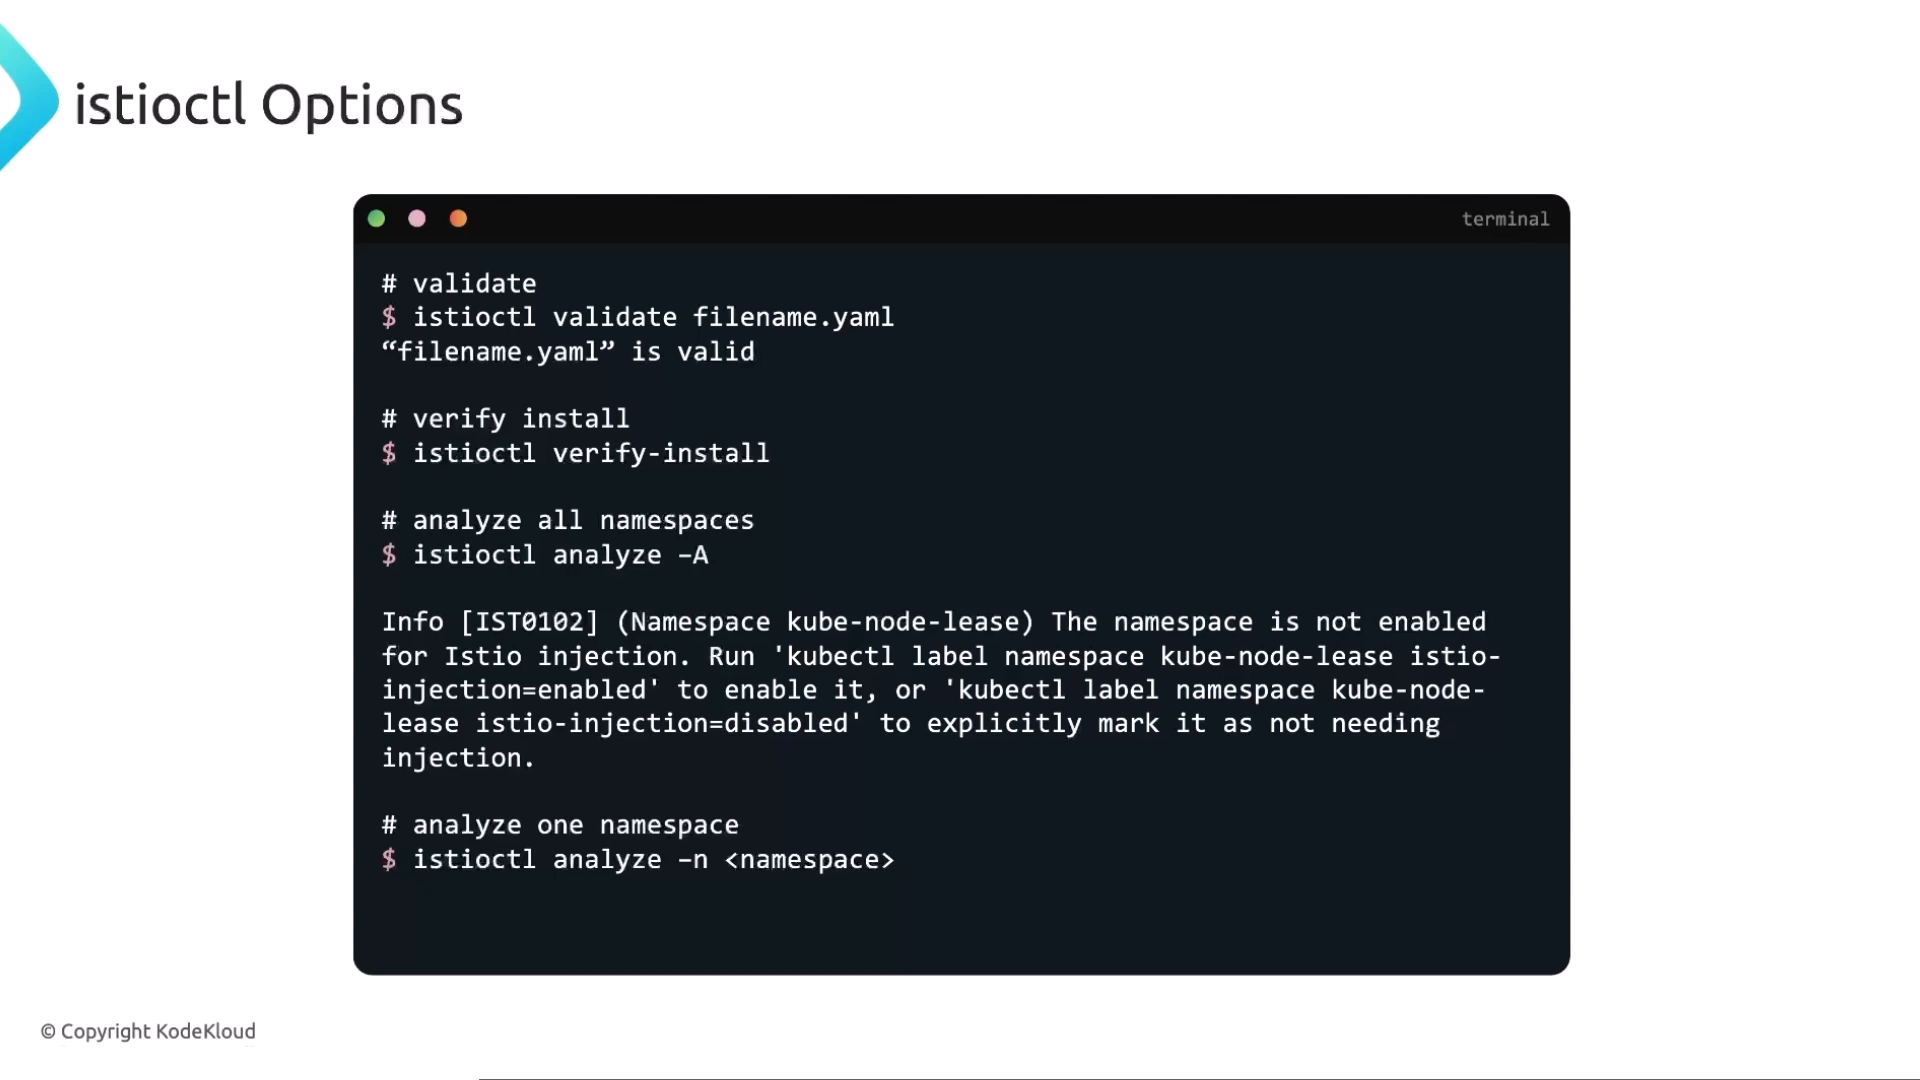 istioctl Options
terminal
# validate
$ istioctl validate filename.yaml
“filename.yaml” is valid
# verify install
$ istioctl verify-install
# analyze all namespaces
$ istioctl analyze –A
Info [IST0102] (Namespace kube-node-lease) The namespace is not enabled
for Istio injection. Run 'kubectl label namespace kube-node-lease istio-
injection=enabled' to enable it, or 'kubectl label namespace kube-node-
lease istio-injection=disabled' to explicitly mark it as not needing
injection.
# analyze one namespace
$ istioctl analyze –n <namespace>
© Copyright KodeKloud